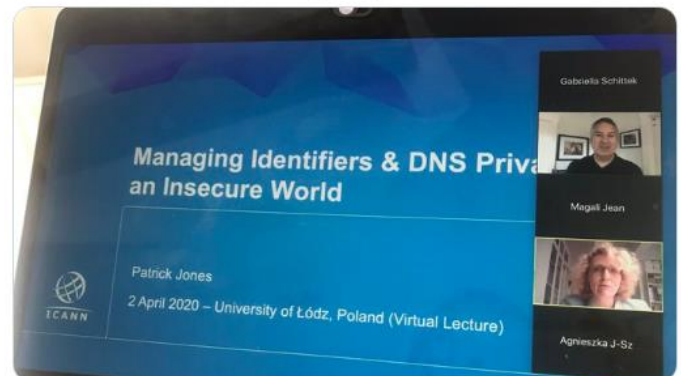 Managing Identifiers & DNS Priva
an Insecure World
Patrick Jones
2 April 2020 – University of Łódź, Poland (Virtual Lecture)
ICANN
Gabriella Schittek
Magali Jean
Agnieszka J-Sz